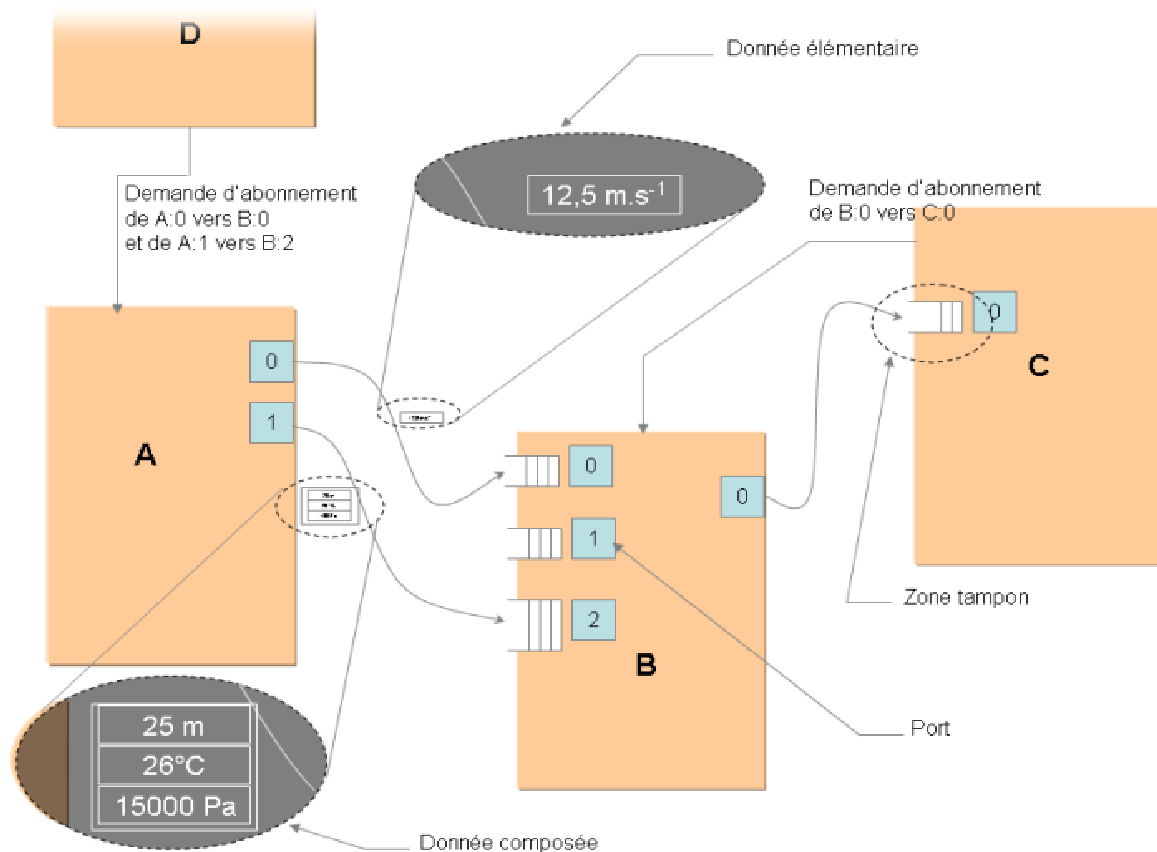 D
Donnée élémentaire
Demande d'abonnement
de A:0 vers B:0
et de A:1 vers B:2
12,5 m.s⁻¹
Demande d'abonnement
de B:0 vers C:0
0
C
0
1
A
0
0
1
2
B
Zone tampon
Port
25 m
26°C
15000 Pa
Donnée composée